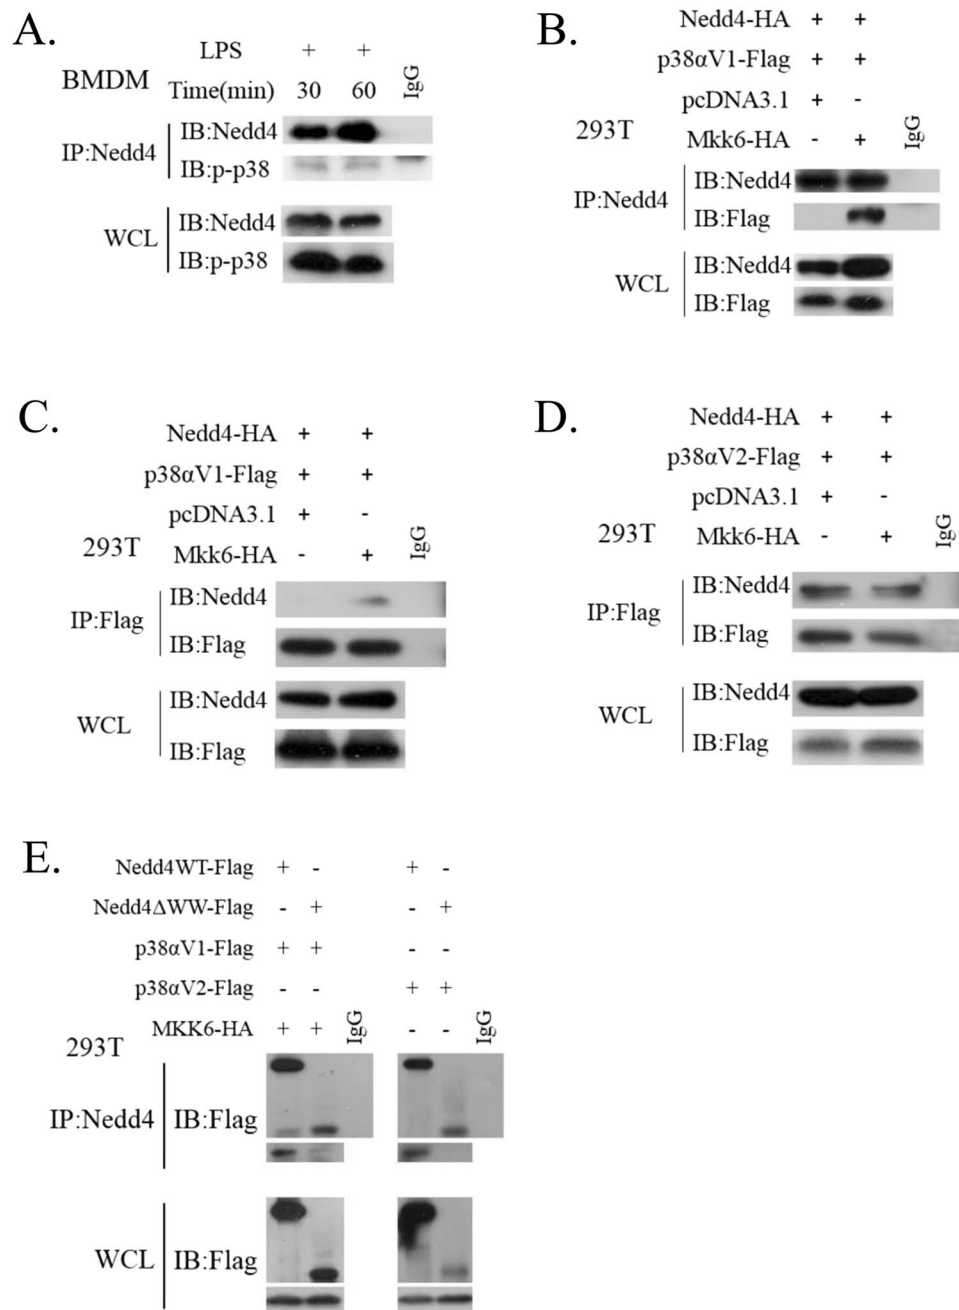 A.
LPS + +
BMDM Time(min) 30 60 IgG
IP:Nedd4
IB:Nedd4
IB:p-p38
WCL
IB:Nedd4
IB:p-p38
B.
Nedd4-HA + +
p38αV1-Flag + +
pcDNA3.1 + -
293T
Mkk6-HA - + IgG
IP:Nedd4
IB:Nedd4
IB:Flag
WCL
IB:Nedd4
IB:Flag
C.
Nedd4-HA + +
p38αV1-Flag + +
pcDNA3.1 + -
293T
Mkk6-HA - + IgG
IP:Flag
IB:Nedd4
IB:Flag
WCL
IB:Nedd4
IB:Flag
D.
Nedd4-HA + +
p38αV2-Flag + +
pcDNA3.1 + -
293T
Mkk6-HA - + IgG
IP:Flag
IB:Nedd4
IB:Flag
WCL
IB:Nedd4
IB:Flag
E.
Nedd4WT-Flag + - + -
Nedd4ΔWW-Flag - + - +
p38αV1-Flag + + - -
p38αV2-Flag - - + +
MKK6-HA + + IgG - - IgG
293T
IP:Nedd4 IB:Flag
WCL IB:Flag